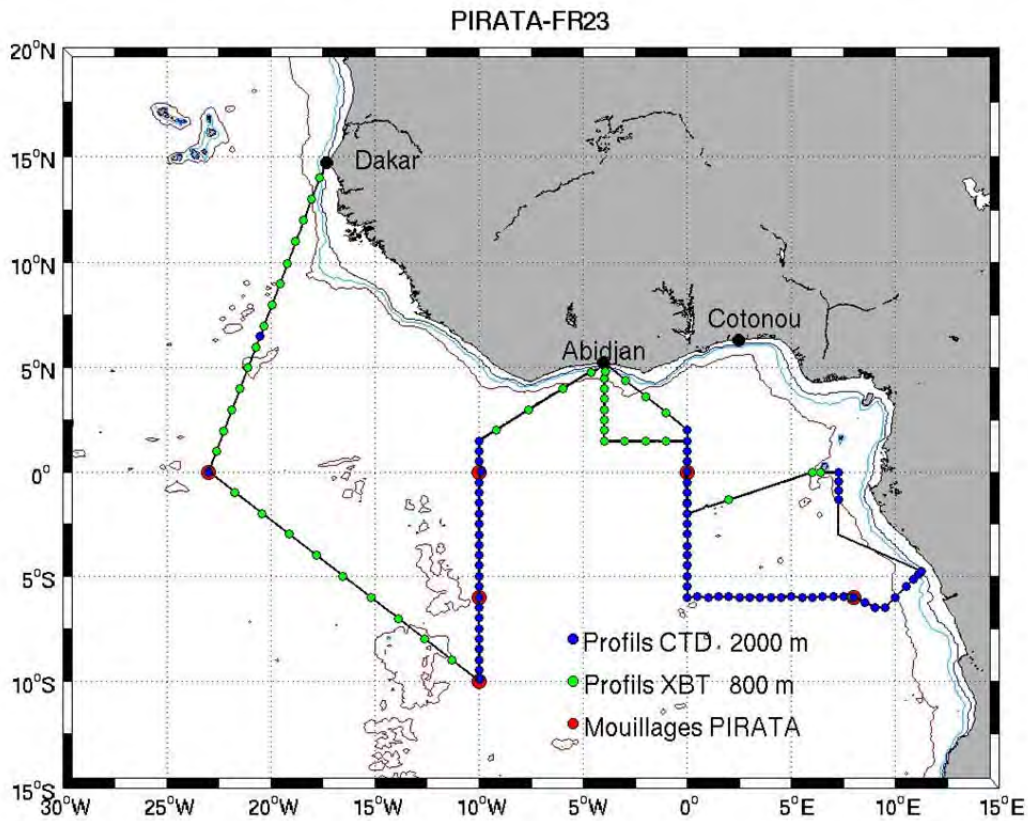 PIRATA-FR23
20°N
15°N
Dakar
10°N
Cotonou
Abidjan
5°N
0°
5°S
Profils CTD 2000 m
10°S
Profils XBT 800 m
Mouillages PIRATA
15°S
30°W 25°W 20°W 15°W 10°W 5°W 0° 5°E 10°E 15°E